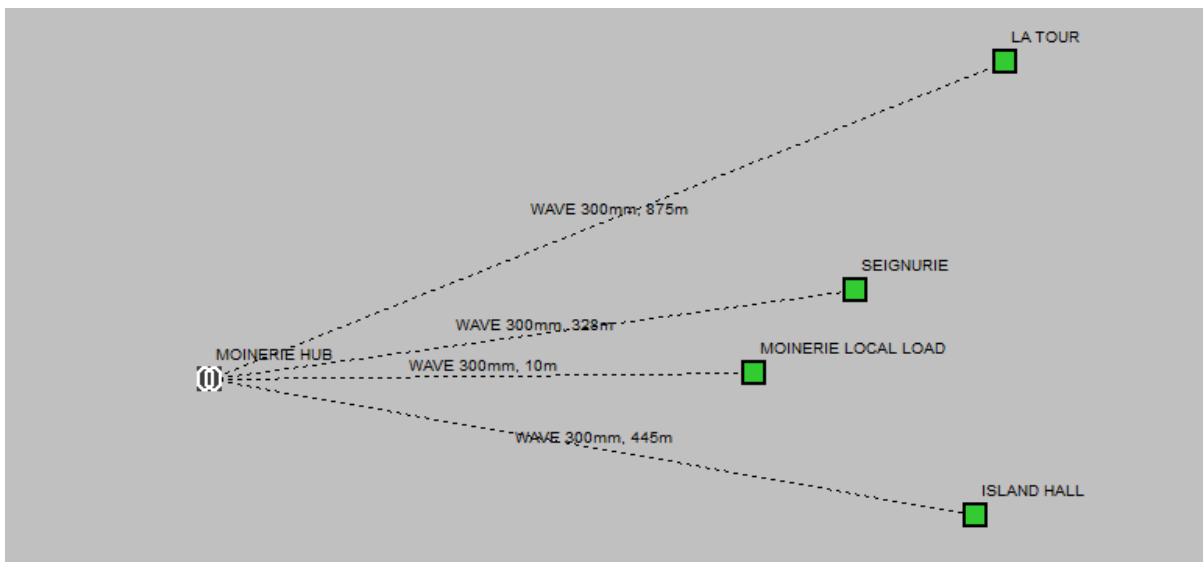 LA TOUR
WAVE 300mm, 875m
SEIGNURIE
WAVE 300mm, 328m
MOINERIE HUB
MOINERIE LOCAL LOAD
WAVE 300mm, 10m
WAVE 300mm, 445m
ISLAND HALL